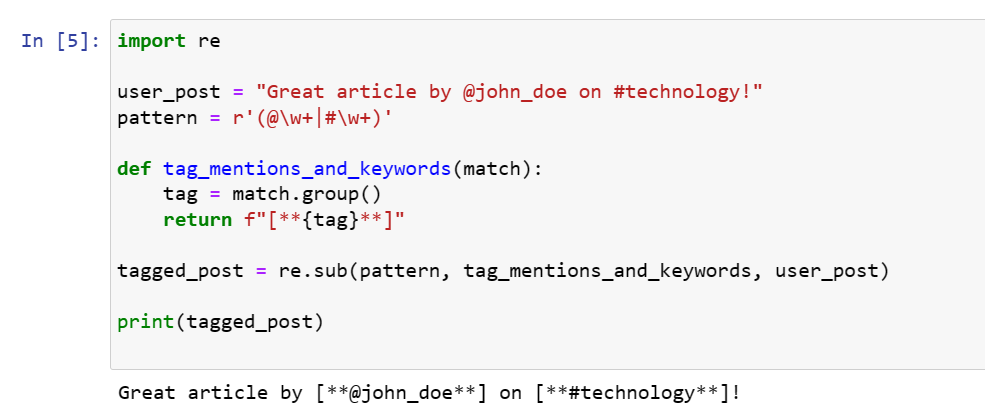 In [5]: import re
user_post = "Great article by @john_doe on #technology!"
pattern = r'(@\w+|#\w+)'
def tag_mentions_and_keywords(match):
    tag = match.group()
    return f"[**{tag}**]"
tagged_post = re.sub(pattern, tag_mentions_and_keywords, user_post)
print(tagged_post)
Great article by [**@john_doe**] on [**#technology**]!